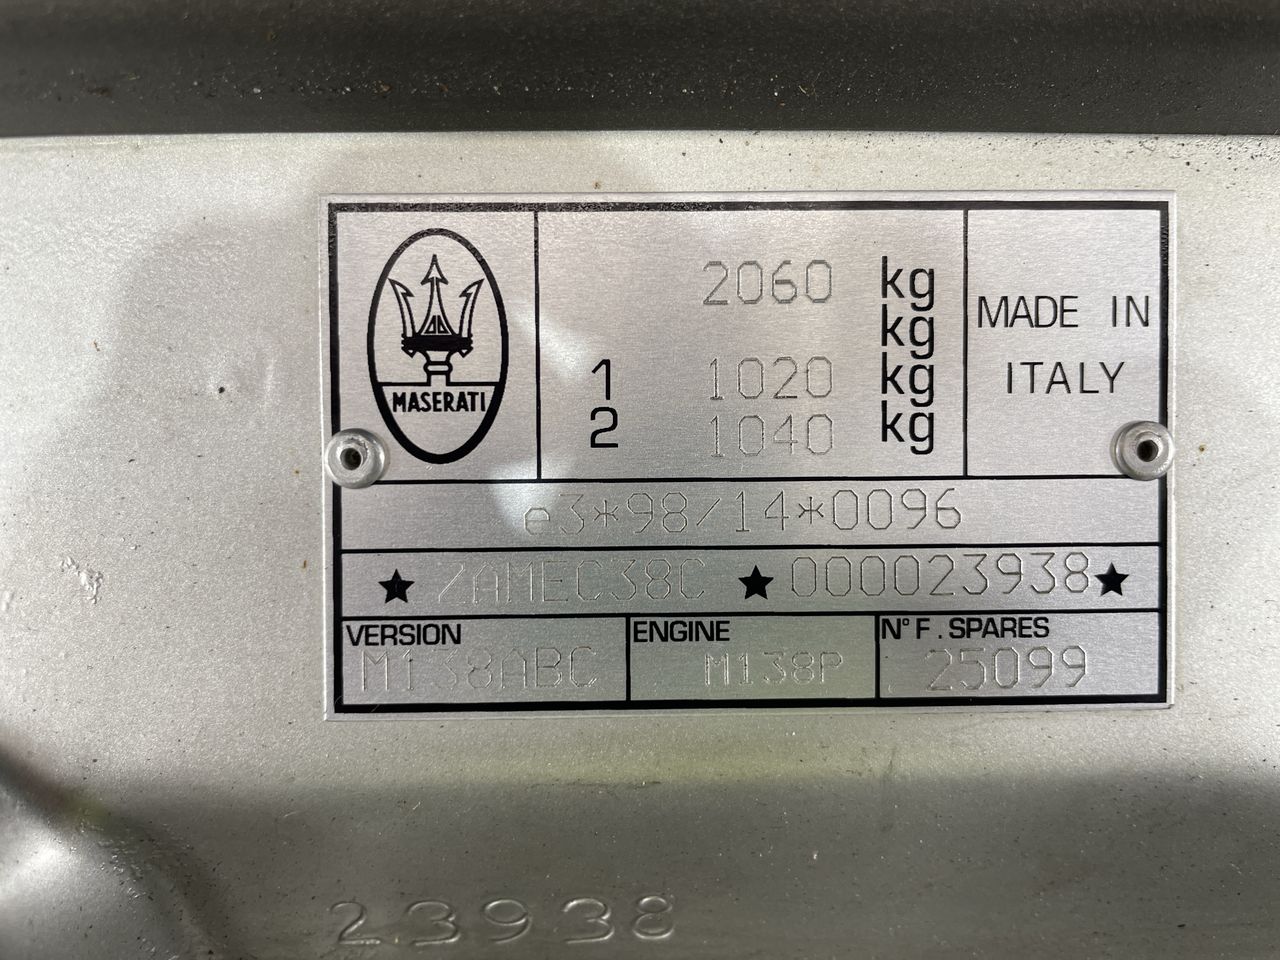 MASERATI
2060 kg
kg
1 1020 kg
2 1040 kg
MADE IN
ITALY
e3*98/14*0096
★ ZAMEC38C ★ 000023938 ★
VERSION
M138ABC
ENGINE
M138P
N° F. SPARES
25099
23938